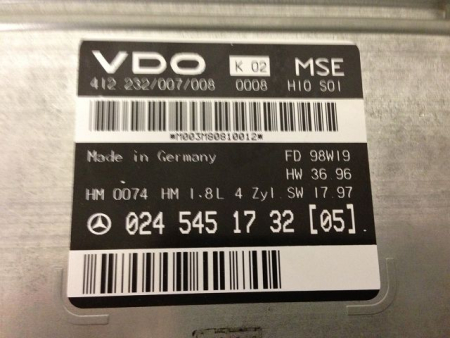 VDO K 02 MSE
412 232/007/008 0008 H10 S01
*M003M80810012*
Made in Germany FD 98W19
HW 36 96
HM 0074 HM 1.8L 4 Zyl SW 17.97
024 545 17 32 [05]